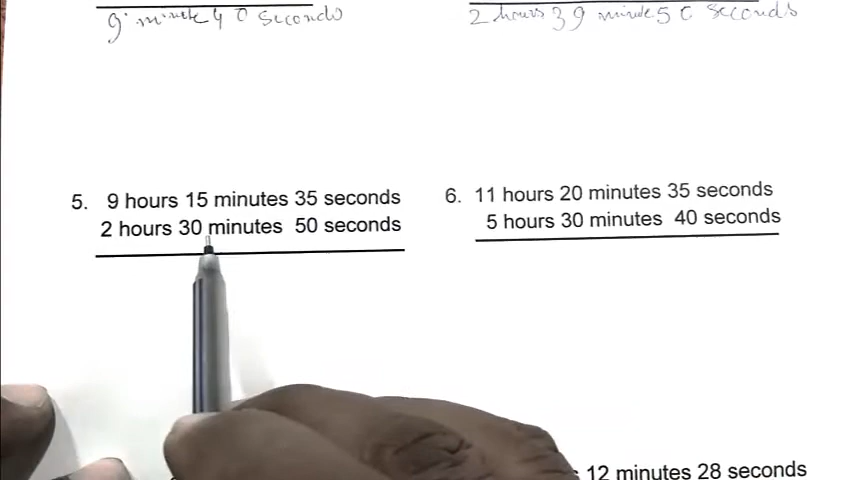 9 minute 40 seconds
2 hours 39 minute 50 seconds
5. 9 hours 15 minutes 35 seconds
2 hours 30 minutes 50 seconds
6. 11 hours 20 minutes 35 seconds
5 hours 30 minutes 40 seconds
12 minutes 28 seconds